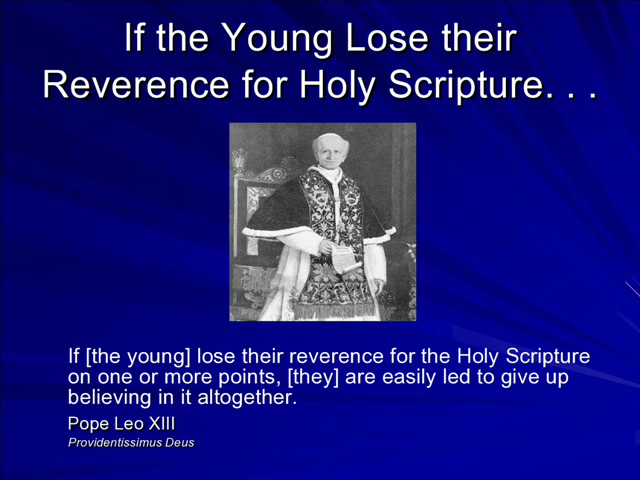 If the Young Lose their
Reverence for Holy Scripture. . .
If [the young] lose their reverence for the Holy Scripture
on one or more points, [they] are easily led to give up
believing in it altogether.
Pope Leo XIII
Providentissimus Deus